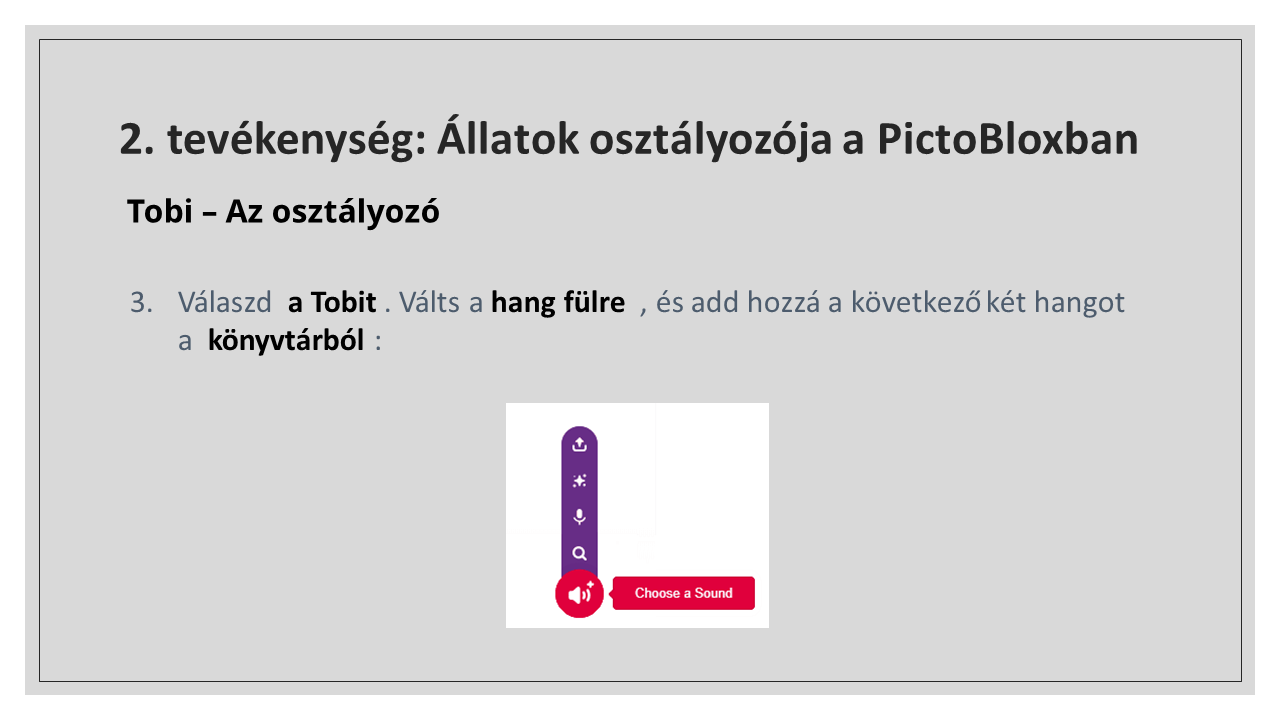 2. tevékenység: Állatok osztályozója a PictoBloxban
Tobi – Az osztályozó
3. Válaszd a Tobit . Válts a hang fülre , és add hozzá a következő két hangot
a könyvtárból :
Choose a Sound